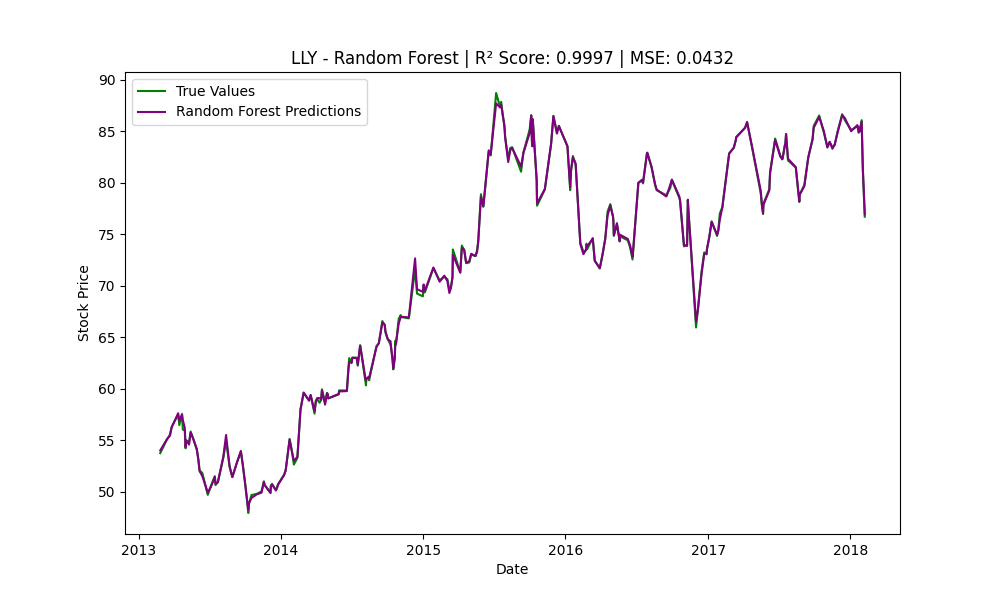 LLY - Random Forest | R² Score: 0.9997 | MSE: 0.0432
True Values
Random Forest Predictions
90
85
80
75
70
65
60
55
50
Stock Price
2013 2014 2015 2016 2017 2018
Date